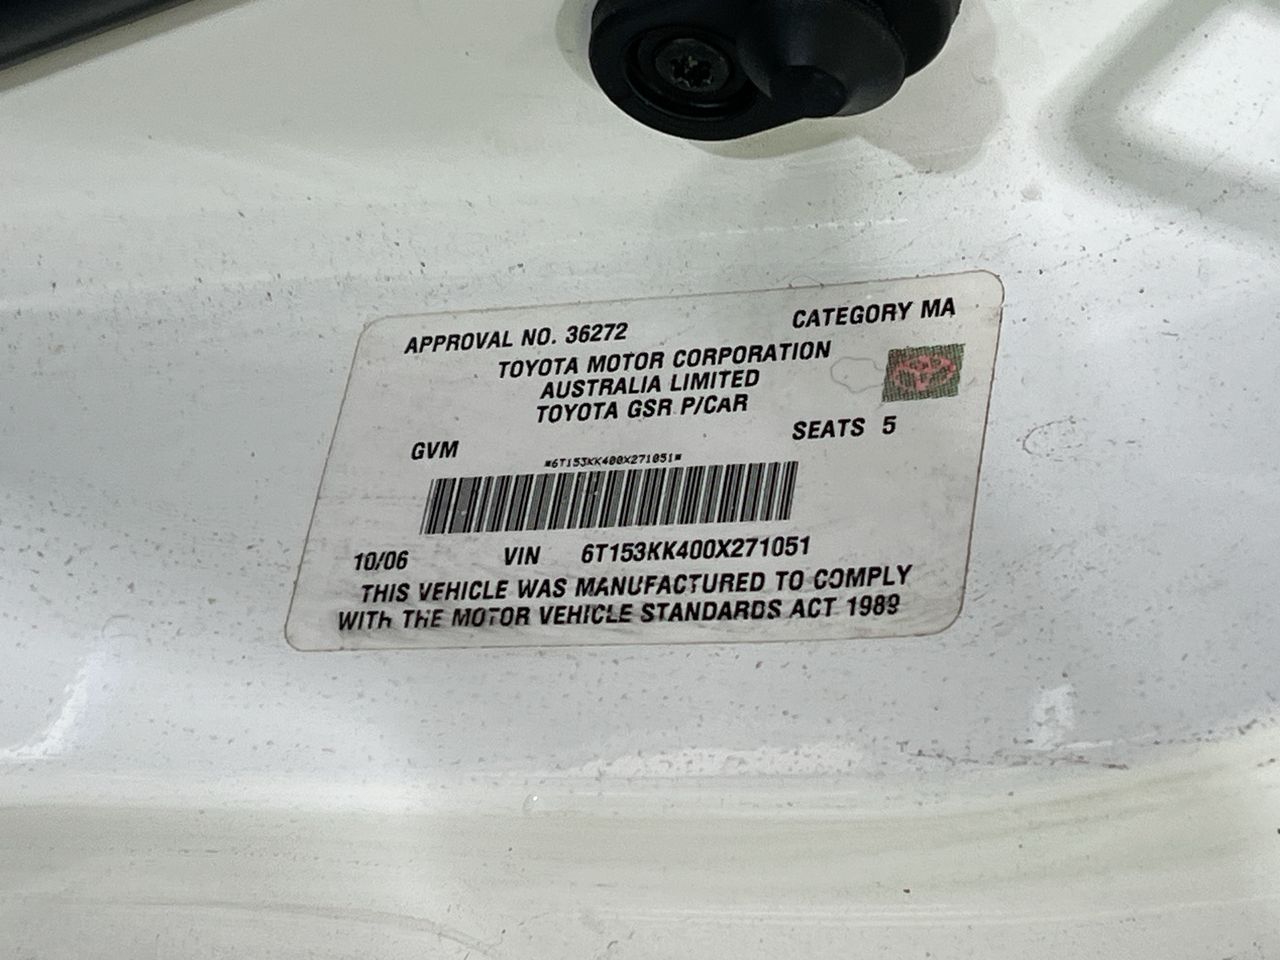 APPROVAL NO. 36272 CATEGORY MA
TOYOTA MOTOR CORPORATION
AUSTRALIA LIMITED
TOYOTA GSR P/CAR
GVM SEATS 5
*6T153KK400X271051*
10/06 VIN 6T153KK400X271051
THIS VEHICLE WAS MANUFACTURED TO COMPLY
WITH THE MOTOR VEHICLE STANDARDS ACT 1989